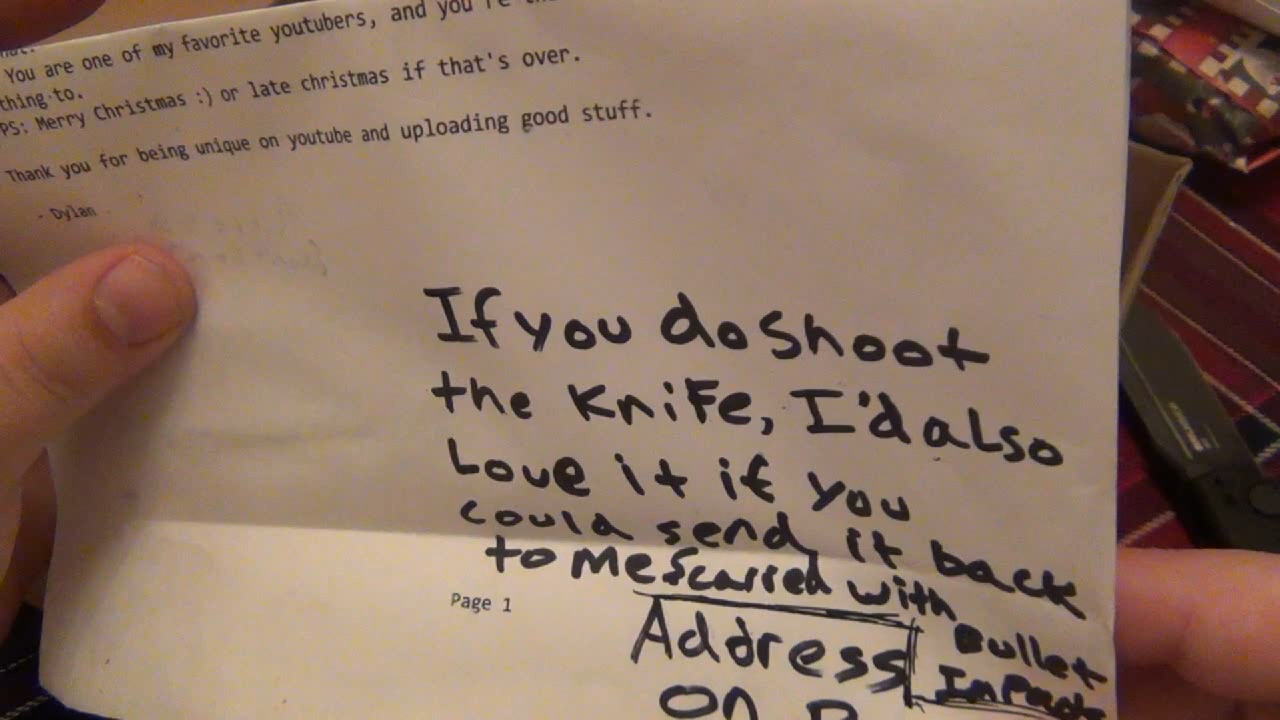 You are one of my favorite youtubers, and you're
thing to.
PS: Merry Christmas :) or late christmas if that's over.
Thank you for being unique on youtube and uploading good stuff.
- Dylan
If you do shoot
the Knife, I'd also
Love it if you
could send it back
to me scarred with
Bullet
Impacts
Page 1
Address
on